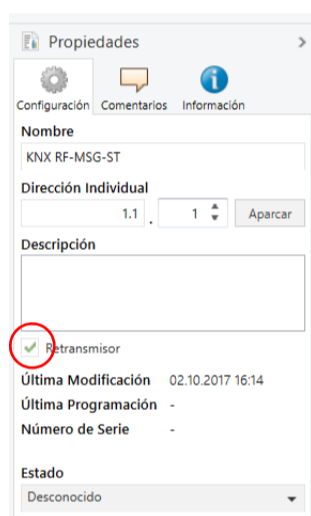 Propiedades
Configuración Comentarios Información
Nombre
KNX RF-MSG-ST
Dirección Individual
1.1 . 1 Aparcar
Descripción
Retransmisor
Última Modificación 02.10.2017 16:14
Última Programación -
Número de Serie -
Estado
Desconocido